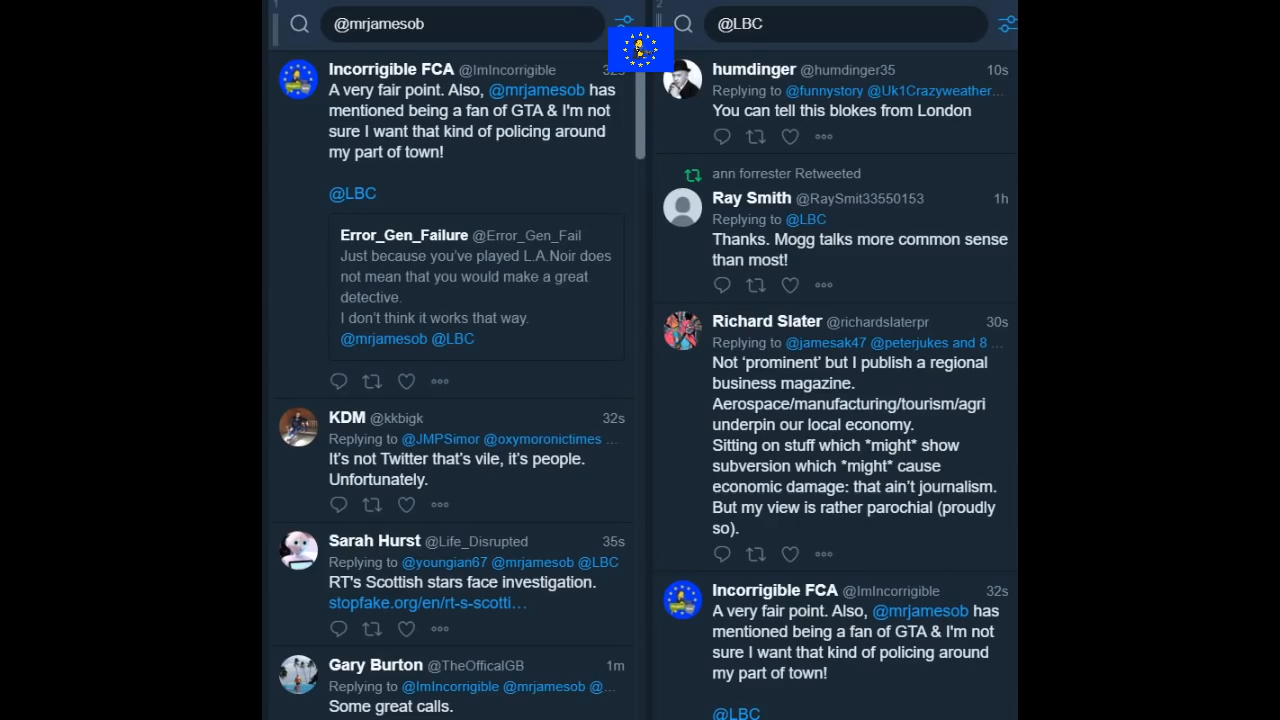 1
@mrjamesob
Incorrigible FCA @ImIncorrigible
A very fair point. Also, @mrjamesob has
mentioned being a fan of GTA & I'm not
sure I want that kind of policing around
my part of town!
@LBC
Error_Gen_Failure @Error_Gen_Fail
Just because you've played L.A.Noir does
not mean that you would make a great
detective.
I don't think it works that way.
@mrjamesob @LBC
KDM @kkbigk 32s
Replying to @JMPSimor @oxymoronictimes ...
It's not Twitter that's vile, it's people.
Unfortunately.
Sarah Hurst @Life_Disrupted 35s
Replying to @youngian67 @mrjamesob @LBC
RT's Scottish stars face investigation.
stopfake.org/en/rt-s-scotti…
Gary Burton @TheOfficalGB 1m
Replying to @ImIncorrigible @mrjamesob @...
Some great calls.
2
@LBC
humdinger @humdinger35 10s
Replying to @funnystory @Uk1Crazyweather...
You can tell this blokes from London
ann forrester Retweeted
Ray Smith @RaySmit33550153 1h
Replying to @LBC
Thanks. Mogg talks more common sense
than most!
Richard Slater @richardslaterpr 30s
Replying to @jamesak47 @peterjukes and 8 ...
Not ‘prominent’ but I publish a regional
business magazine.
Aerospace/manufacturing/tourism/agri
underpin our local economy.
Sitting on stuff which *might* show
subversion which *might* cause
economic damage: that ain't journalism.
But my view is rather parochial (proudly
so).
Incorrigible FCA @ImIncorrigible 32s
A very fair point. Also, @mrjamesob has
mentioned being a fan of GTA & I'm not
sure I want that kind of policing around
my part of town!
@LBC